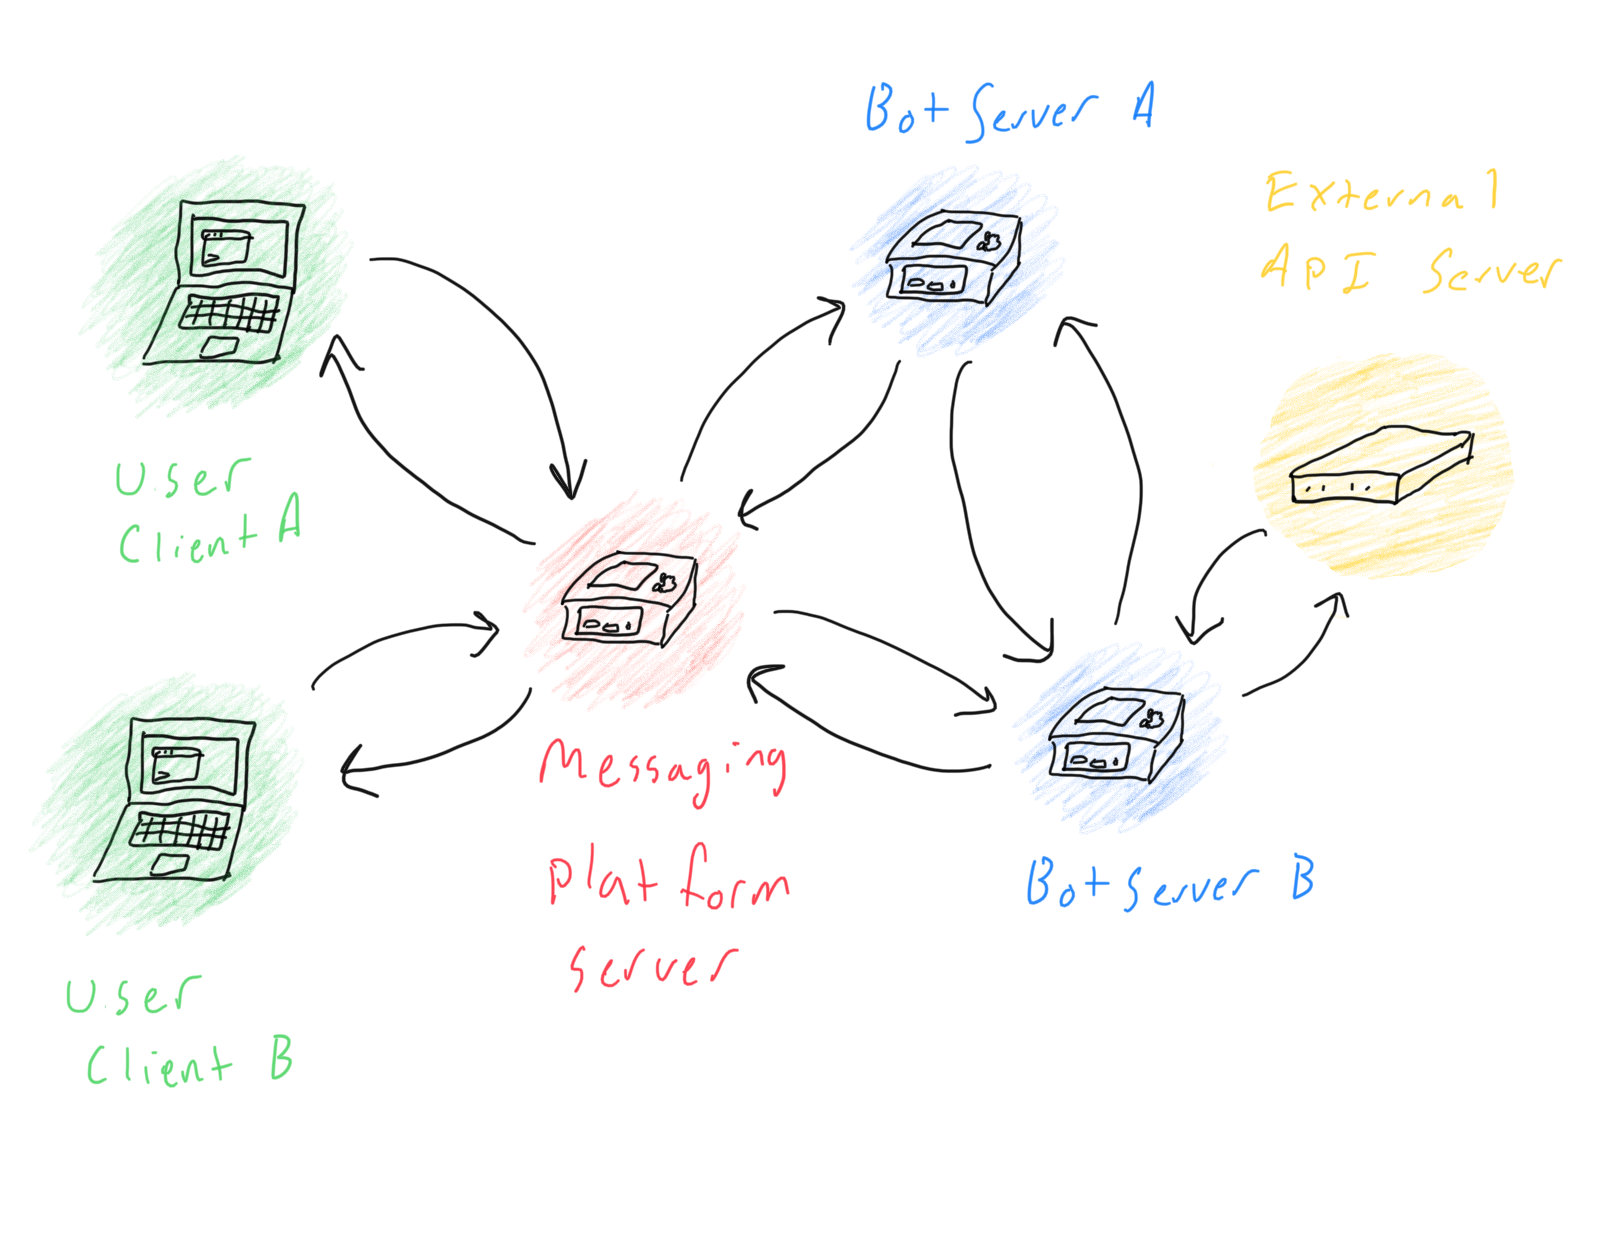 Bot Server A
External
API Server
User
Client A
Messaging
Platform
Server
Bot Server B
User
Client B